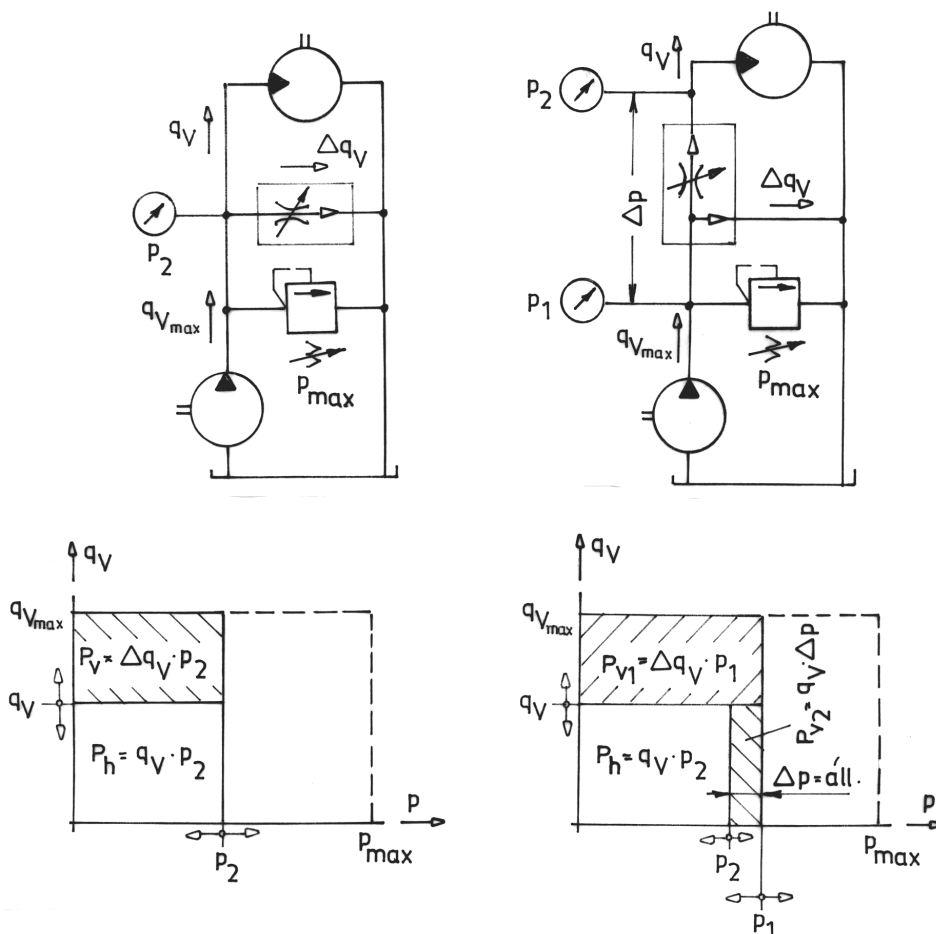 q_V
Δq_V
p_2
q_Vmax
p_max
q_V
p_2
Δp
Δq_V
p_1
q_Vmax
p_max
q_V
q_Vmax
P_v = Δq_V · p_2
q_V
P_h = q_V · p_2
p
p_2
p_max
q_V
q_Vmax
P_v1 = Δq_V · p_1
P_v2 = q_V · Δp
q_V
P_h = q_V · p_2
Δp = áll.
p
p_2
p_max
p_1